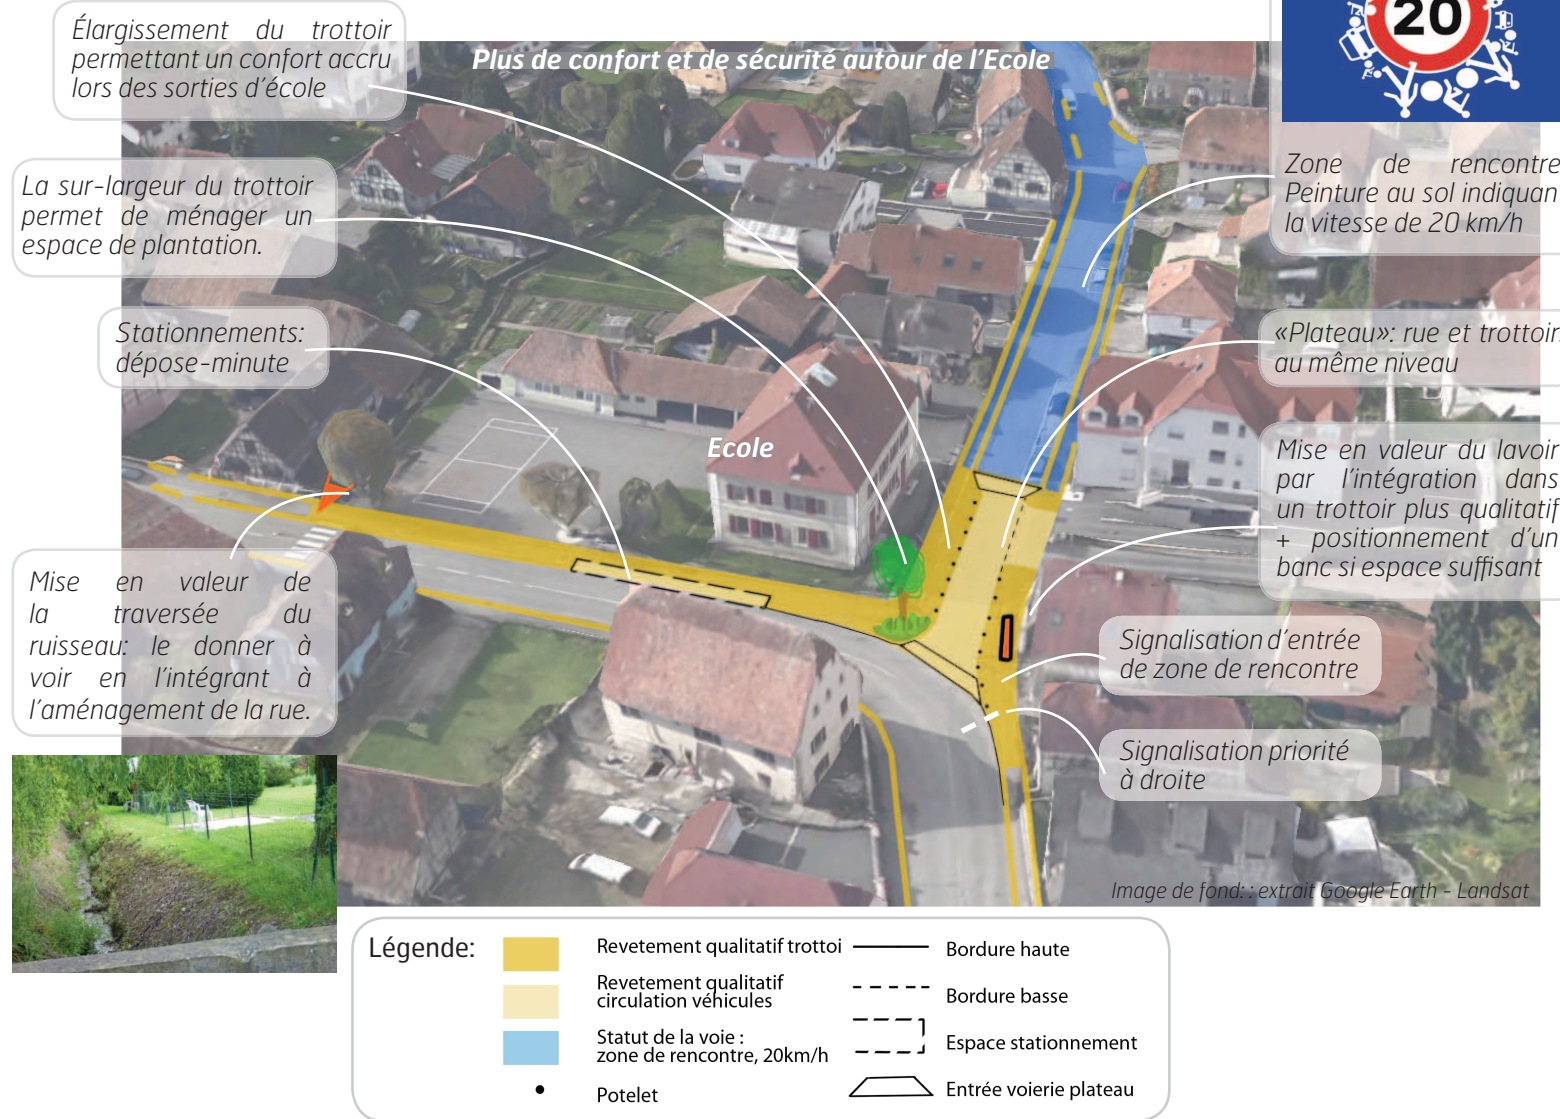 Élargissement du trottoir
permettant un confort accru
lors des sorties d'école
Plus de confort et de sécurité autour de l'Ecole
20
La sur-largeur du trottoir
permet de ménager un
espace de plantation.
Zone de rencontre
Peinture au sol indiquan
la vitesse de 20 km/h
Stationnements:
dépose-minute
«Plateau»: rue et trottoir
au même niveau
Ecole
Mise en valeur du lavoir
par l'intégration dans
un trottoir plus qualitatif
+ positionnement d'un
banc si espace suffisant
Mise en valeur de
la traversée du
ruisseau: le donner à
voir en l'intégrant à
l'aménagement de la rue.
Signalisation d'entrée
de zone de rencontre
Signalisation priorité
à droite
Image de fond: : extrait Google Earth - Landsat
Légende:
Revetement qualitatif trottoi
Revetement qualitatif
circulation véhicules
Statut de la voie :
zone de rencontre, 20km/h
Potelet
Bordure haute
Bordure basse
Espace stationnement
Entrée voierie plateau